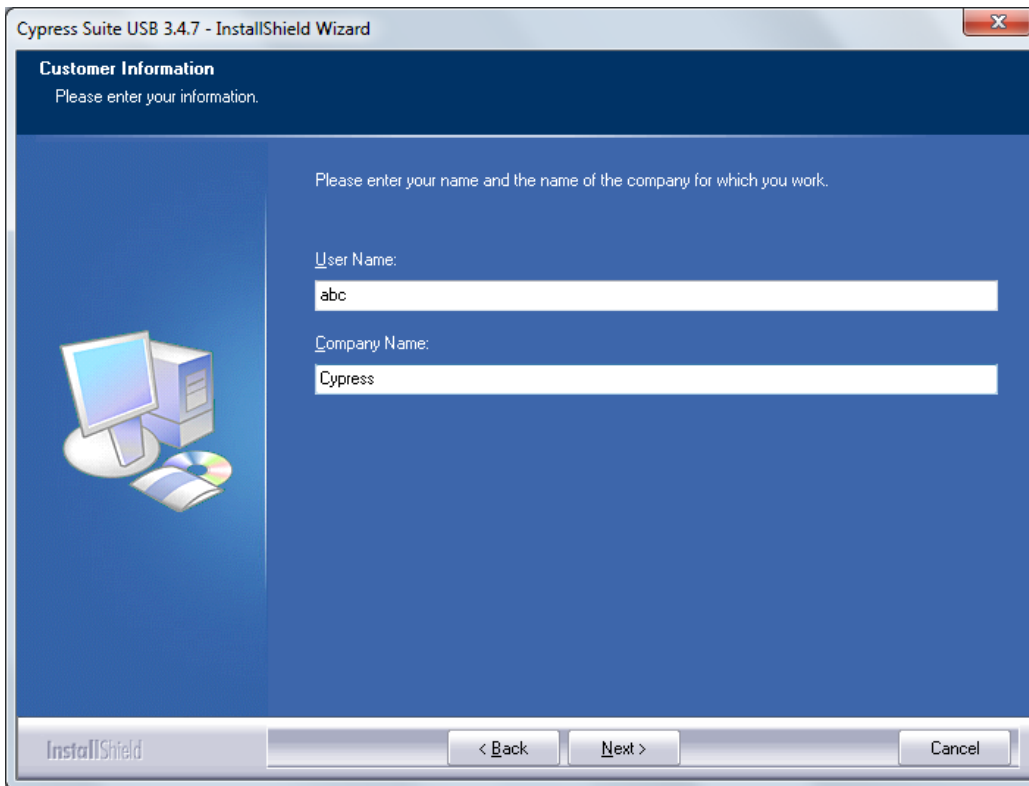 Cypress Suite USB 3.4.7 - InstallShield Wizard
Customer Information
Please enter your information.
Please enter your name and the name of the company for which you work.
User Name:
abc
Company Name:
Cypress
InstallShield
< Back
Next >
Cancel